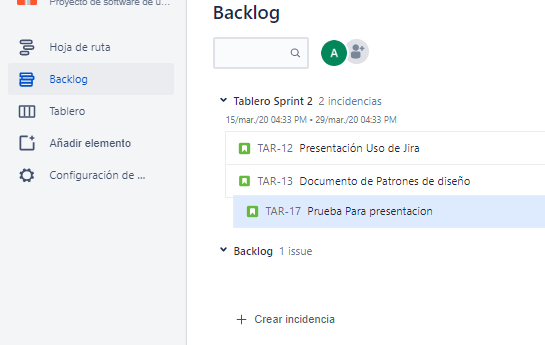 Proyecto de software de u...
Backlog
Hoja de ruta
Backlog
Tablero
Añadir elemento
Configuración de ...
A
Tablero Sprint 2 2 incidencias
15/mar./20 04:33 PM • 29/mar./20 04:33 PM
TAR-12 Presentación Uso de Jira
TAR-13 Documento de Patrones de diseño
TAR-17 Prueba Para presentacion
Backlog 1 issue
+ Crear incidencia